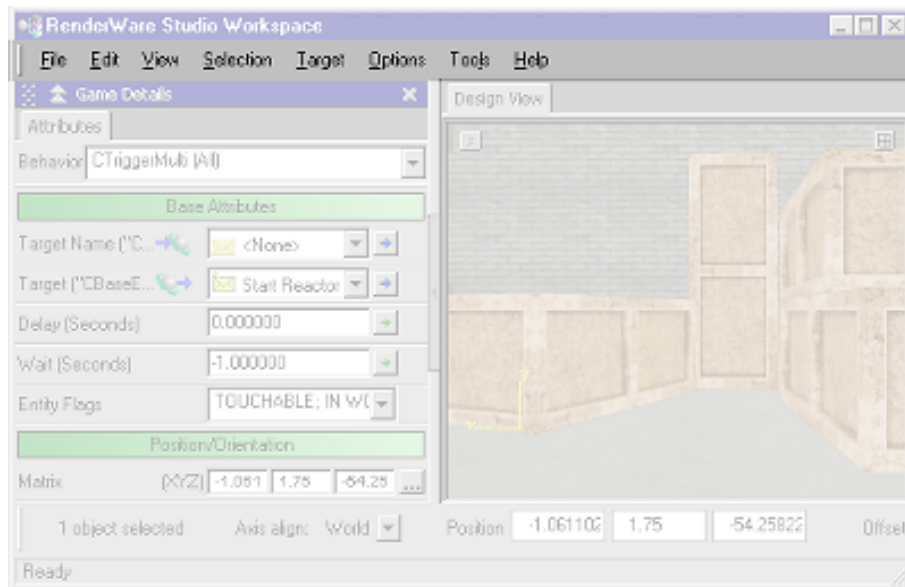 RenderWare Studio Workspace
File Edit View Selection Target Options Tools Help
Game Details
Attributes
Behavior CTriggerMulti (All)
Base Attributes
Target Name ("C... <None>
Target ("CBaseE... Start Reactor
Delay (Seconds) 0.000000
Wait (Seconds) -1.000000
Entity Flags TOUCHABLE; IN W
Position/Orientation
Matrix (XYZ) -1.061 1.75 -54.25 ...
Design View
1 object selected Axis align: World Position -1.061102 1.75 -54.25822 Offset
Ready